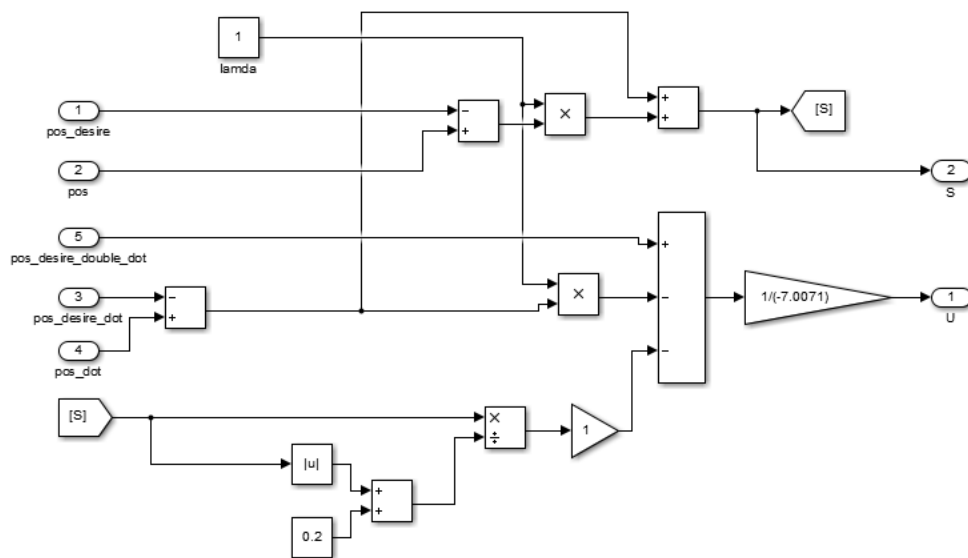 1
lamda
1
pos_desire
−
+
×
+
+
[S]
2
pos
2
S
5
pos_desire_double_dot
+
3
pos_desire_dot
−
+
×
−
1/(-7.0071)
1
U
4
pos_dot
−
[S]
×
÷
1
|u|
+
+
0.2